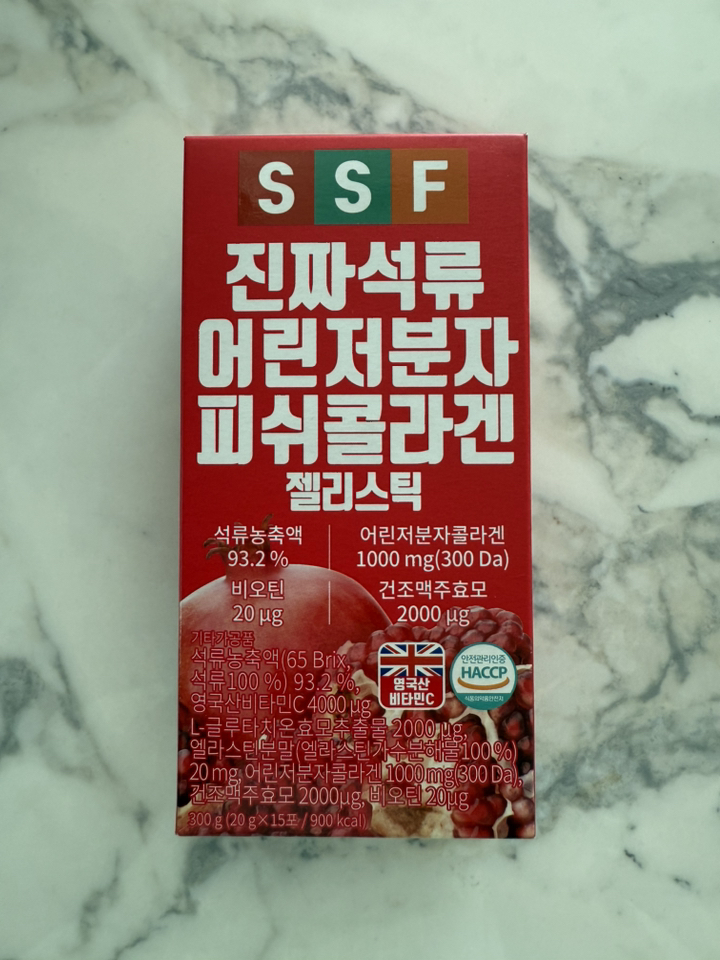 SSF
진짜석류
어린저분자
피쉬콜라겐
젤리스틱
석류농축액
93.2 %
어린저분자콜라겐
1000 mg(300 Da)
비오틴
20 µg
건조맥주효모
2000 µg
기타가공품
석류농축액(65 Brix,
석류100 %) 93.2 %,
영국산비타민C 4000 µg
L-글루타치온효모추출물 2000 µg,
엘라스틴분말(엘라스틴가수분해물100 %)
20 mg, 어린저분자콜라겐 1000 mg(300 Da),
건조맥주효모 2000µg, 비오틴 20µg
300 g (20 g×15포 / 900 kcal)
영국산
비타민C
안전관리인증
HACCP
식품의약품안전처